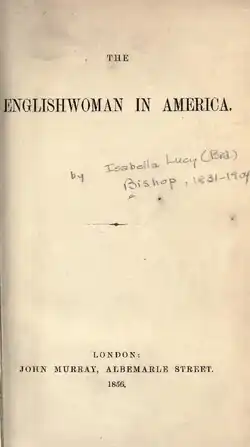 THE
ENGLISHWOMAN IN AMERICA.
by Isabella Lucy (Bird)
Bishop, 1831-1904
LONDON:
JOHN MURRAY, ALBEMARLE STREET.
1856.